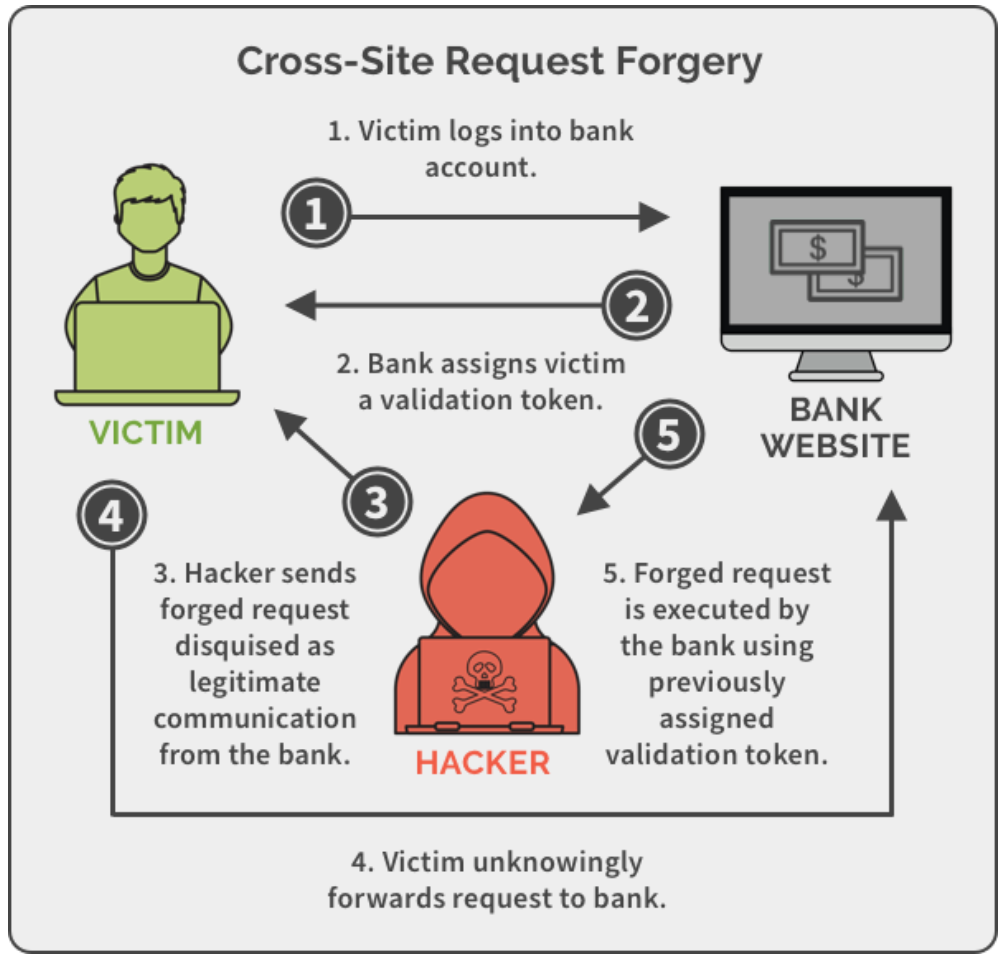 Cross-Site Request Forgery
1. Victim logs into bank
account.
1
$
$
2
2. Bank assigns victim
a validation token.
VICTIM
BANK
WEBSITE
5
3
4
3. Hacker sends
forged request
disquised as
legitimate
communication
from the bank.
5. Forged request
is executed by
the bank using
previously
assigned
validation token.
HACKER
4. Victim unknowingly
forwards request to bank.